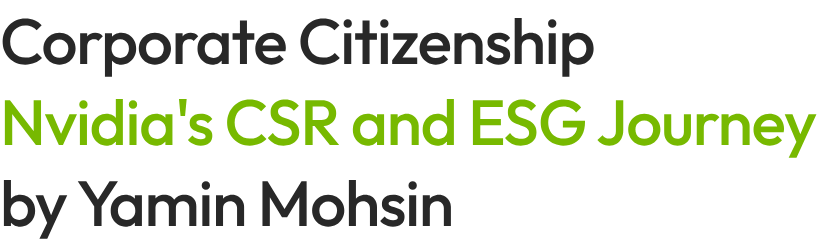 Corporate Citizenship
Nvidia's CSR and ESG Journey
by Yamin Mohsin